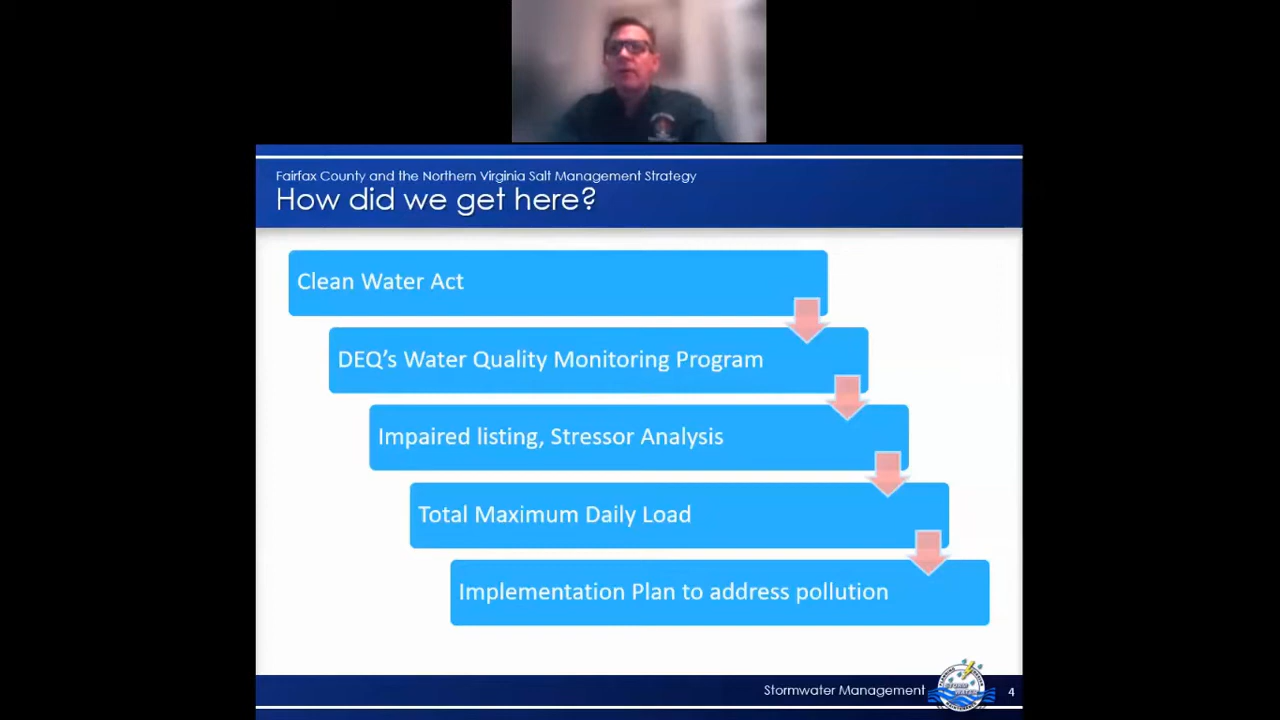 Fairfax County and the Northern Virginia Salt Management Strategy
How did we get here?
Clean Water Act
DEQ's Water Quality Monitoring Program
Impaired listing, Stressor Analysis
Total Maximum Daily Load
Implementation Plan to address pollution
Stormwater Management
4